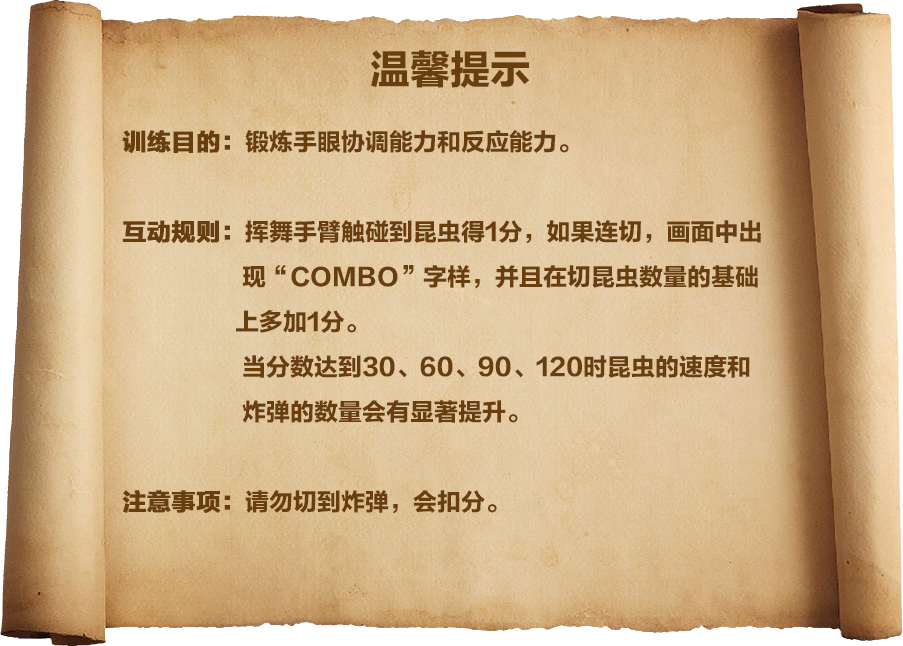 温馨提示
训练目的：锻炼手眼协调能力和反应能力。
互动规则：挥舞手臂触碰到昆虫得1分，如果连切，画面中出
现“COMBO”字样，并且在切昆虫数量的基础
上多加1分。
当分数达到30、60、90、120时昆虫的速度和
炸弹的数量会有显著提升。
注意事项：请勿切到炸弹，会扣分。